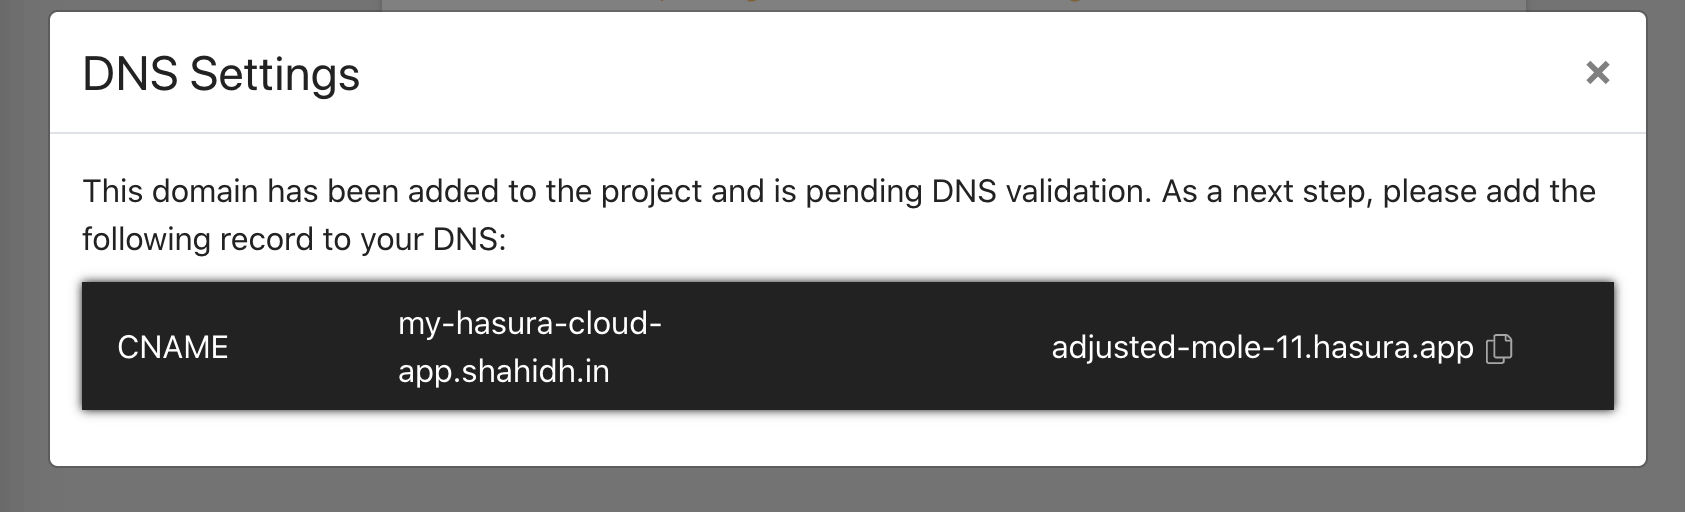 DNS Settings
This domain has been added to the project and is pending DNS validation. As a next step, please add the
following record to your DNS:
CNAME
my-hasura-cloud-
app.shahidh.in
adjusted-mole-11.hasura.app